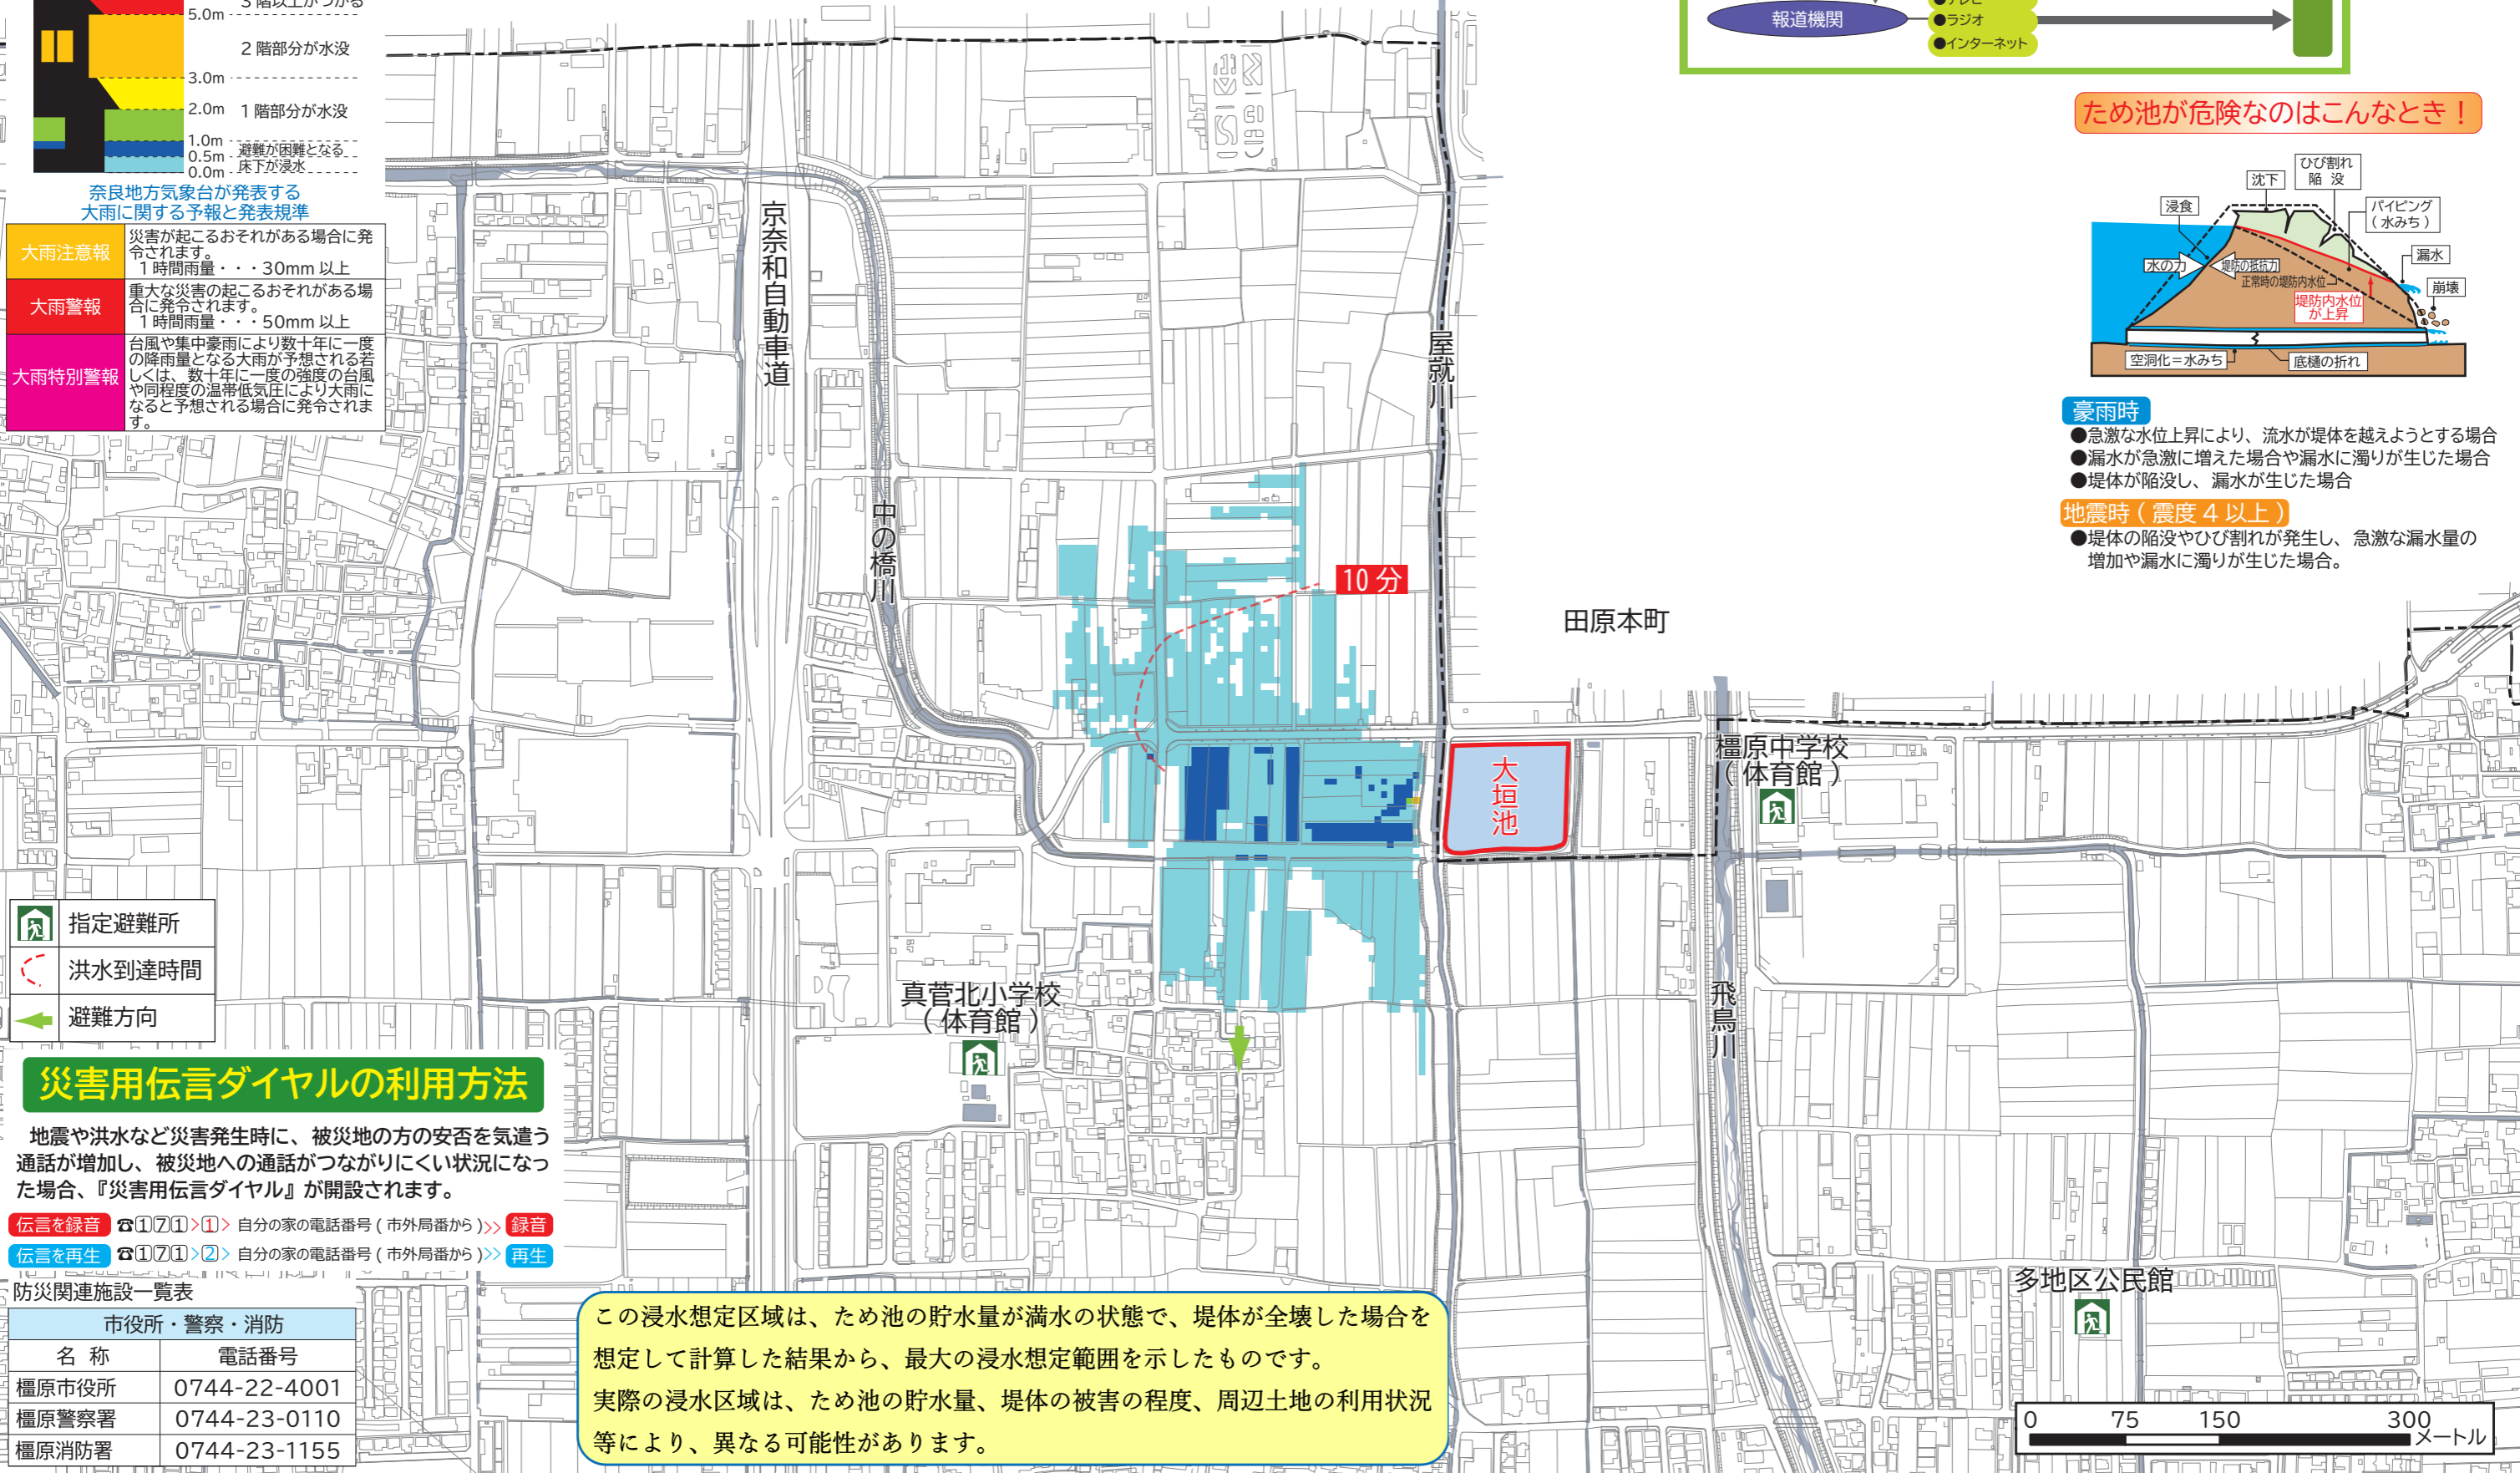 5.0m
3階以上がつかる
2階部分が水没
3.0m
2.0m
1階部分が水没
1.0m
避難が困難となる
0.5m
床下が浸水
0.0m
奈良地方気象台が発表する
大雨に関する予報と発表規準
大雨注意報
災害が起こるおそれがある場合に発
令されます。
1時間雨量・・・30mm 以上
大雨警報
重大な災害の起こるおそれがある場
合に発令されます。
1時間雨量・・・50mm 以上
大雨特別警報
台風や集中豪雨により数十年に一度
の降雨量となる大雨が予想される若
しくは、数十年に一度の強度の台風
や同程度の温帯低気圧により大雨に
なると予想される場合に発令されま
す。
報道機関
●テレビ
●ラジオ
●インターネット
ため池が危険なのはこんなとき！
ひび割れ
陥 没
沈下
浸食
パイピング
（水みち）
漏水
水の力
堤防の抵抗力
正常時の堤防内水位
堤防内水位
が上昇
崩壊
空洞化＝水みち
底樋の折れ
豪雨時
●急激な水位上昇により、流水が堤体を越えようとする場合
●漏水が急激に増えた場合や漏水に濁りが生じた場合
●堤体が陥没し、漏水が生じた場合
地震時（震度 4 以上）
●堤体の陥没やひび割れが発生し、急激な漏水量の
増加や漏水に濁りが生じた場合。
京奈和自動車道
中の橋川
屋就川
10 分
田原本町
大垣池
橿原中学校
（体育館）
飛鳥川
真菅北小学校
（体育館）
多地区公民館
指定避難所
洪水到達時間
避難方向
災害用伝言ダイヤルの利用方法
地震や洪水など災害発生時に、被災地の方の安否を気遣う
通話が増加し、被災地への通話がつながりにくい状況になっ
た場合、『災害用伝言ダイヤル』が開設されます。
伝言を録音 ☎171>1> 自分の家の電話番号 ( 市外局番から )>> 録音
伝言を再生 ☎171>2> 自分の家の電話番号 ( 市外局番から )>> 再生
防災関連施設一覧表
市役所・警察・消防
名 称 電話番号
橿原市役所 0744-22-4001
橿原警察署 0744-23-0110
橿原消防署 0744-23-1155
この浸水想定区域は、ため池の貯水量が満水の状態で、堤体が全壊した場合を
想定して計算した結果から、最大の浸水想定範囲を示したものです。
実際の浸水区域は、ため池の貯水量、堤体の被害の程度、周辺土地の利用状況
等により、異なる可能性があります。
0 75 150 300
メートル